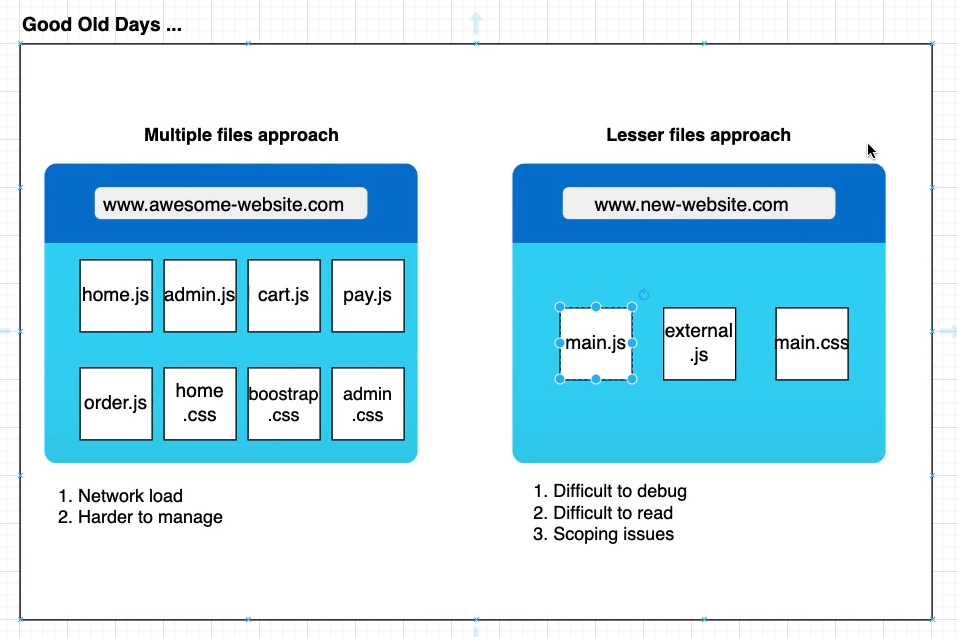 Good Old Days ...
Multiple files approach
www.awesome-website.com
home.js
admin.js
cart.js
pay.js
order.js
home
.css
boostrap
.css
admin
.css
1. Network load
2. Harder to manage
Lesser files approach
www.new-website.com
main.js
external
.js
main.css
1. Difficult to debug
2. Difficult to read
3. Scoping issues